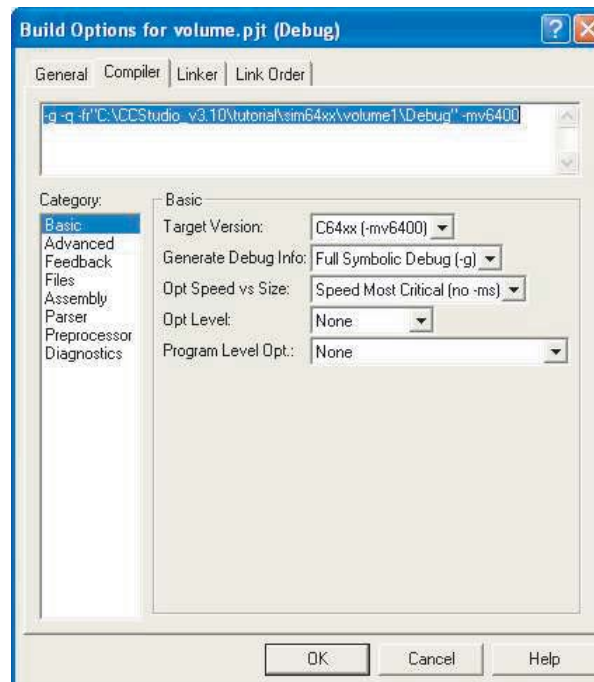 Build Options for volume.pjt (Debug)
General Compiler Linker Link Order
-g -q -fr"C:\CCStudio_v3.10\tutorial\sim64xx\volume1\Debug" -mv6400
Category:
Basic
Advanced
Feedback
Files
Assembly
Parser
Preprocessor
Diagnostics
Basic
Target Version: C64xx (-mv6400)
Generate Debug Info: Full Symbolic Debug (-g)
Opt Speed vs Size: Speed Most Critical (no -ms)
Opt Level: None
Program Level Opt.: None
OK Cancel Help